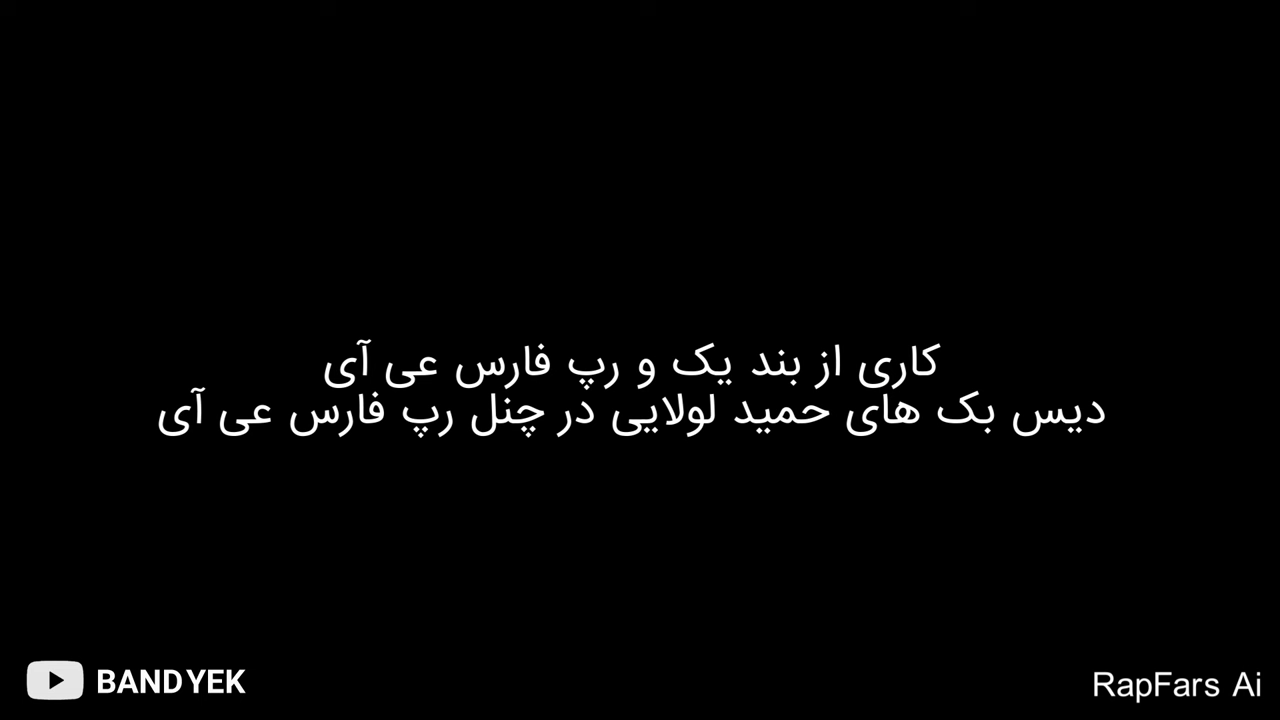 کاری از بند یک و رپ فارس عی آی
دیس بک های حمید لولایی در چنل رپ فارس عی آی
BANDYEK
RapFars Ai